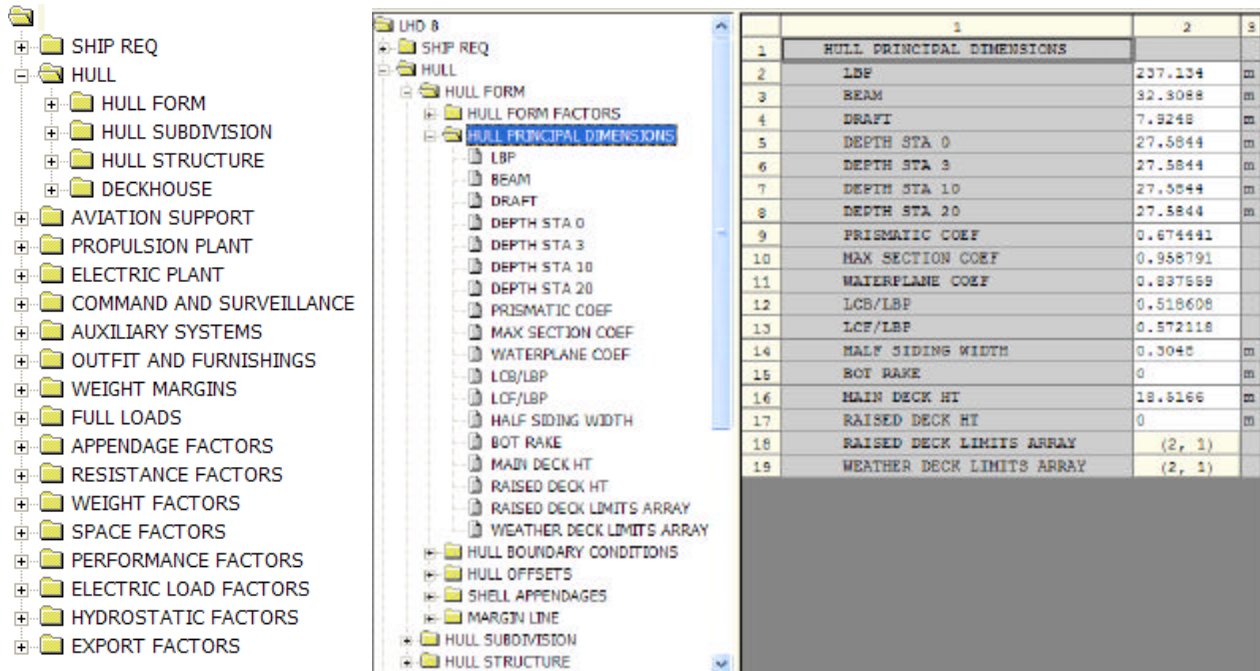 SHIP REQ
HULL
HULL FORM
HULL SUBDIVISION
HULL STRUCTURE
DECKHOUSE
AVIATION SUPPORT
PROPULSION PLANT
ELECTRIC PLANT
COMMAND AND SURVEILLANCE
AUXILIARY SYSTEMS
OUTFIT AND FURNISHINGS
WEIGHT MARGINS
FULL LOADS
APPENDAGE FACTORS
RESISTANCE FACTORS
WEIGHT FACTORS
SPACE FACTORS
PERFORMANCE FACTORS
ELECTRIC LOAD FACTORS
HYDROSTATIC FACTORS
EXPORT FACTORS
LHD 8
SHIP REQ
HULL
HULL FORM
HULL FORM FACTORS
HULL PRINCIPAL DIMENSIONS
LBP
BEAM
DRAFT
DEPTH STA 0
DEPTH STA 3
DEPTH STA 10
DEPTH STA 20
PRISMATIC COEF
MAX SECTION COEF
WATERPLANE COEF
LCB/LBP
LCF/LBP
HALF SIDING WIDTH
BOT RAKE
MAIN DECK HT
RAISED DECK HT
RAISED DECK LIMITS ARRAY
WEATHER DECK LIMITS ARRAY
HULL BOUNDARY CONDITIONS
HULL OFFSETS
SHELL APPENDAGES
MARGIN LINE
HULL SUBDIVISION
HULL STRUCTURE
1 2 3
1 HULL PRINCIPAL DIMENSIONS
2 LBP 237.134 m
3 BEAM 32.3088 m
4 DRAFT 7.9248 m
5 DEPTH STA 0 27.5844 m
6 DEPTH STA 3 27.5844 m
7 DEPTH STA 10 27.5844 m
8 DEPTH STA 20 27.5844 m
9 PRISMATIC COEF 0.674441
10 MAX SECTION COEF 0.958791
11 WATERPLANE COEF
12 LCB/LBP 0.518608
13 LCF/LBP 0.572118
14 HALF SIDING WIDTH 0.3048 m
15 BOT RAKE 0 m
16 MAIN DECK HT 18.5166 m
17 RAISED DECK HT 0 m
18 RAISED DECK LIMITS ARRAY (2, 1)
19 WEATHER DECK LIMITS ARRAY (2, 1)